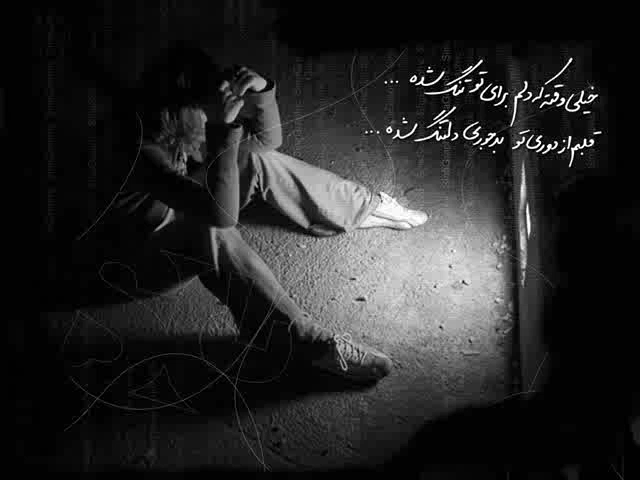 خیلی وقته که دلم برای تو تنگ شده ...
قلبم از دوری تو بدجوری دلتنگ شده ...